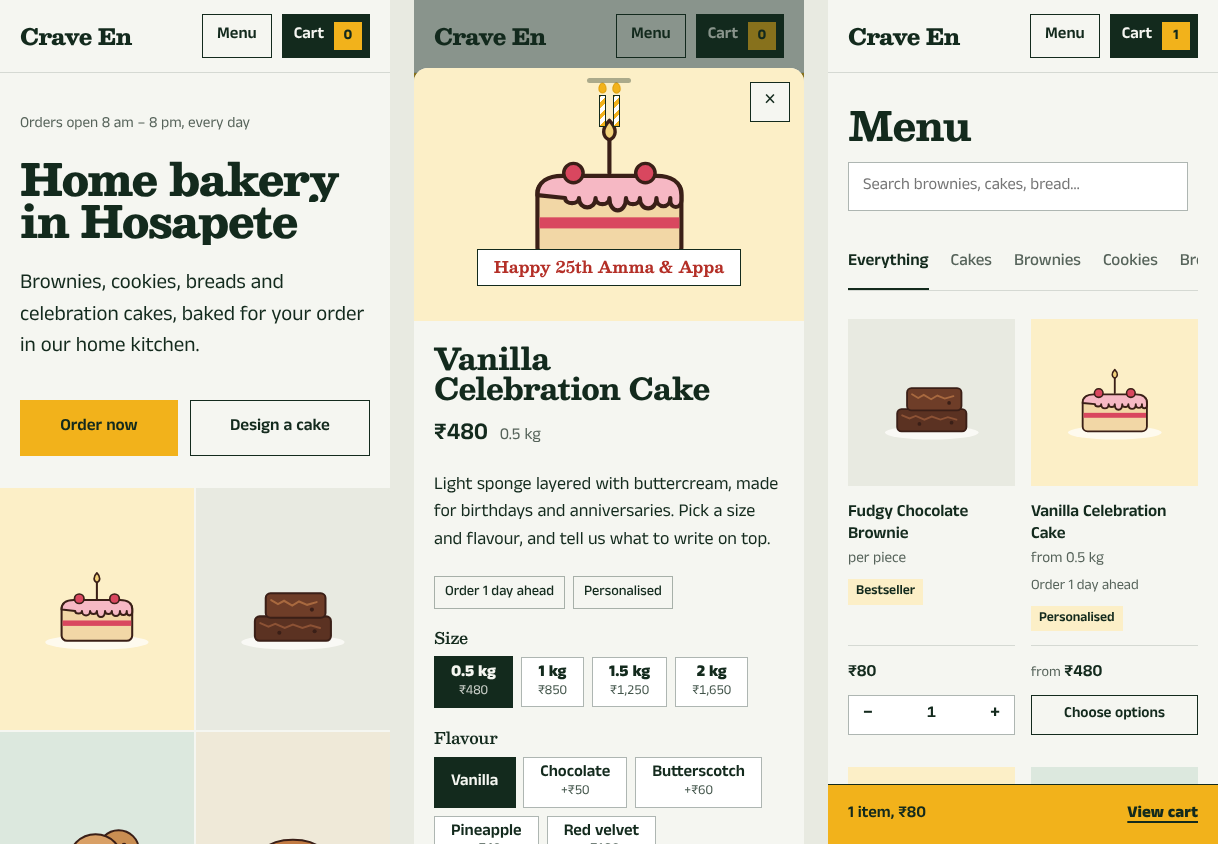 Crave En
Menu
Cart 0
Orders open 8 am – 8 pm, every day
Home bakery
in Hosapete
Brownies, cookies, breads and
celebration cakes, baked for your order
in our home kitchen.
Order now
Design a cake
Crave En
Menu
Cart 0
×
Happy 25th Amma & Appa
Vanilla
Celebration Cake
₹480 0.5 kg
Light sponge layered with buttercream, made
for birthdays and anniversaries. Pick a size
and flavour, and tell us what to write on top.
Order 1 day ahead
Personalised
Size
0.5 kg
₹480
1 kg
₹850
1.5 kg
₹1,250
2 kg
₹1,650
Flavour
Vanilla
Chocolate
+₹50
Butterscotch
+₹60
Pineapple
Red velvet
Crave En
Menu
Cart 1
Menu
Search brownies, cakes, bread...
Everything
Cakes
Brownies
Cookies
Fudgy Chocolate
Brownie
per piece
Bestseller
₹80
− 1 +
Vanilla Celebration
Cake
from 0.5 kg
Order 1 day ahead
Personalised
from ₹480
Choose options
1 item, ₹80
View cart